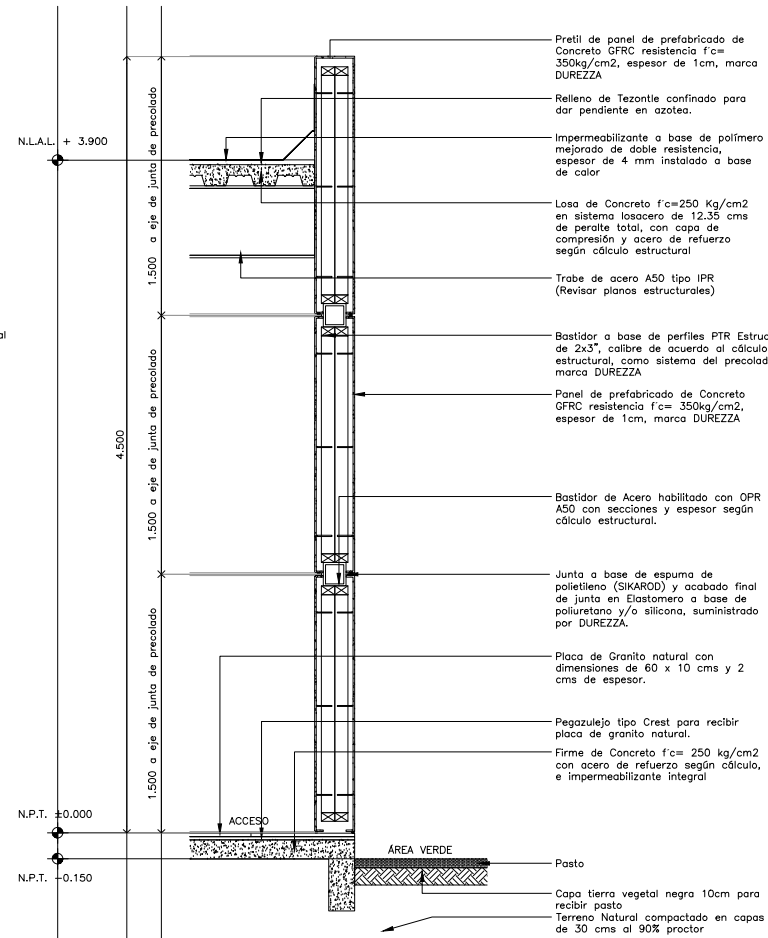 Pretil de panel de prefabricado de
Concreto GFRC resistencia f'c=
350kg/cm2, espesor de 1cm, marca
DUREZZA
Relleno de Tezontle confinado para
dar pendiente en azotea.
N.L.A.L. + 3.900
Impermeabilizante a base de polímero
mejorado de doble resistencia,
espesor de 4 mm instalado a base
de calor
1.500 a eje de junta de precolado
Losa de Concreto f'c=250 Kg/cm2
en sistema losacero de 12.35 cms
de peralte total, con capa de
compresión y acero de refuerzo
según cálculo estructural
Trabe de acero A50 tipo IPR
(Revisar planos estructurales)
al
Bastidor a base de perfiles PTR Estruc
de 2x3", calibre de acuerdo al cálculo
estructural, como sistema del precolad
marca DUREZZA
Panel de prefabricado de Concreto
GFRC resistencia f'c= 350kg/cm2,
espesor de 1cm, marca DUREZZA
4.500
1.500 a eje de junta de precolado
Bastidor de Acero habilitado con OPR
A50 con secciones y espesor según
cálculo estructural.
Junta a base de espuma de
polietileno (SIKAROD) y acabado final
de junta en Elastomero a base de
poliuretano y/o silicona, suministrado
por DUREZZA.
1.500 a eje de junta de precolado
Placa de Granito natural con
dimensiones de 60 x 10 cms y 2
cms de espesor.
Pegazulejo tipo Crest para recibir
placa de granito natural.
Firme de Concreto f'c= 250 kg/cm2
con acero de refuerzo según cálculo,
e impermeabilizante integral
N.P.T. ±0.000
ACCESO
ÁREA VERDE
Pasto
N.P.T. -0.150
Capa tierra vegetal negra 10cm para
recibir pasto
Terreno Natural compactado en capas
de 30 cms al 90% proctor